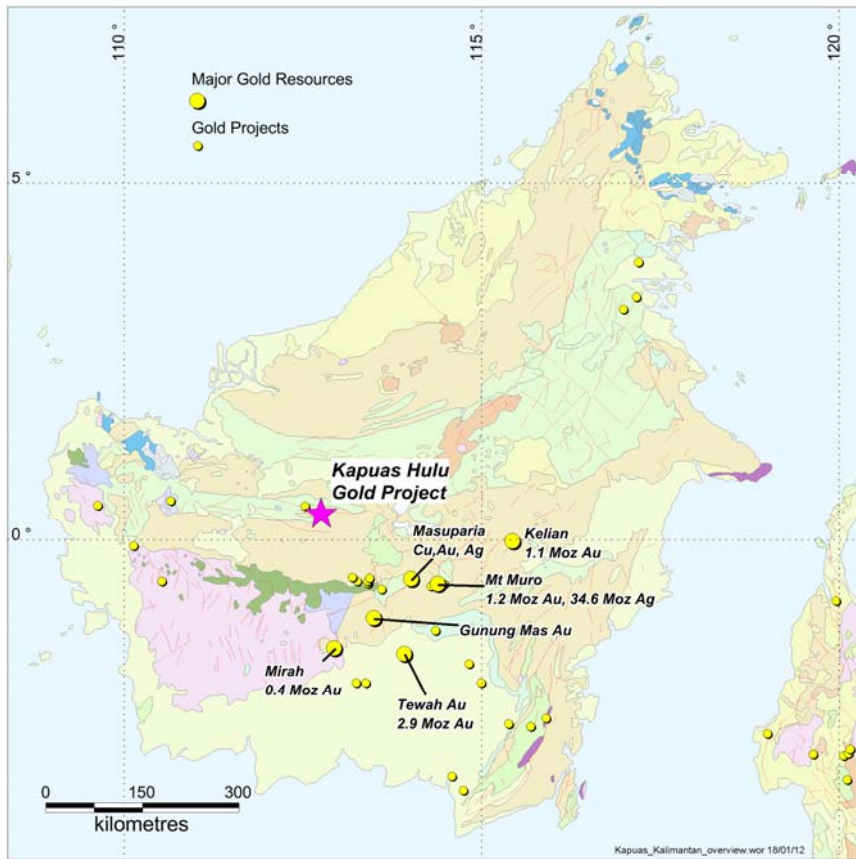 110°
115°
120°
Major Gold Resources
Gold Projects
5°
Kapuas Hulu
Gold Project
0°
Masuparia
Cu,Au, Ag
Kelian
1.1 Moz Au
Mt Muro
1.2 Moz Au, 34.6 Moz Ag
Gunung Mas Au
Mirah
0.4 Moz Au
Tewah Au
2.9 Moz Au
0 150 300
kilometres
Kapuas_Kalimantan_overview.wor 18/01/12